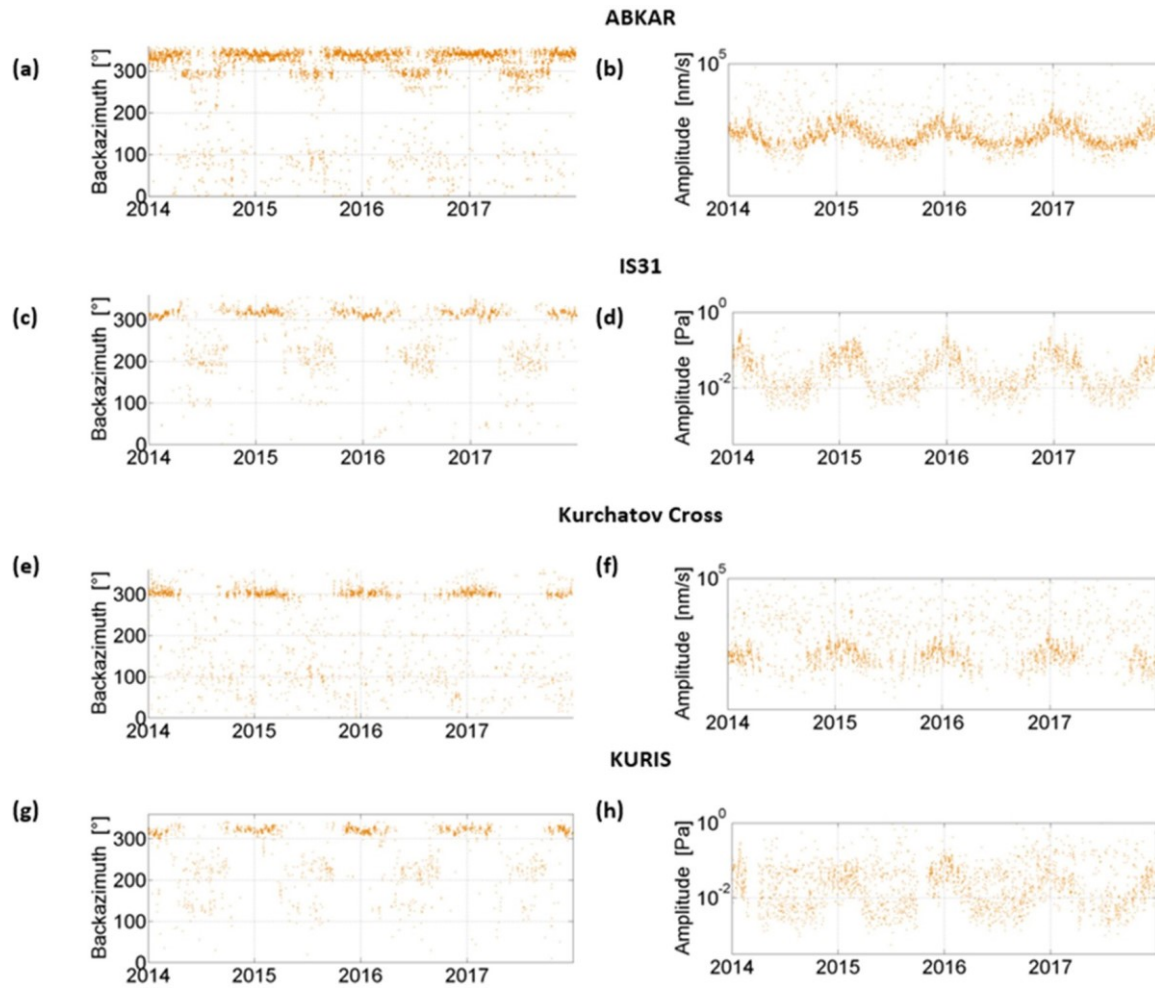 ABKAR
(a)
Backazimuth [°]
300
200
100
0
2014 2015 2016 2017
(b)
Amplitude [nm/s]
10^5
2014 2015 2016 2017
IS31
(c)
Backazimuth [°]
300
200
100
0
2014 2015 2016 2017
(d)
Amplitude [Pa]
10^0
10^-2
2014 2015 2016 2017
Kurchatov Cross
(e)
Backazimuth [°]
300
200
100
0
2014 2015 2016 2017
(f)
Amplitude [nm/s]
10^5
2014 2015 2016 2017
KURIS
(g)
Backazimuth [°]
300
200
100
0
2014 2015 2016 2017
(h)
Amplitude [Pa]
10^0
10^-2
2014 2015 2016 2017